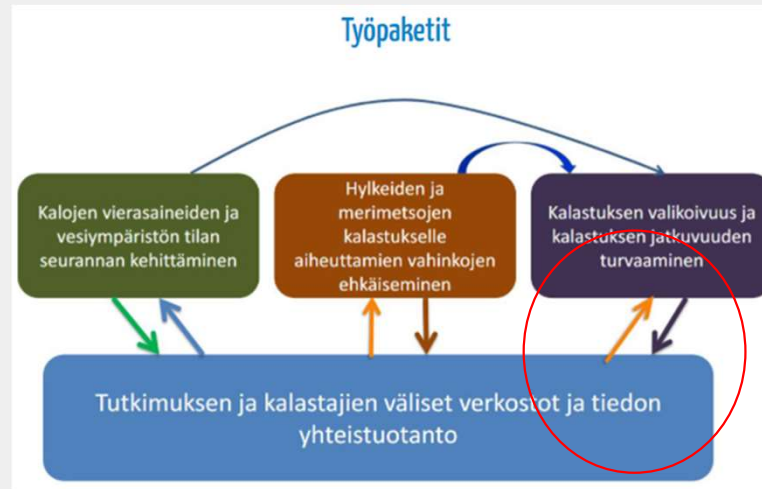 Työpaketit
Kalojen vierasaineiden ja
vesiympäristön tilan
seurannan kehittäminen
Hylkeiden ja
merimetsojen
kalastukselle
aiheuttamien vahinkojen
ehkäiseminen
Kalastuksen valikoivuus ja
kalastuksen jatkuvuuden
turvaaminen
Tutkimuksen ja kalastajien väliset verkostot ja tiedon
yhteistuotanto